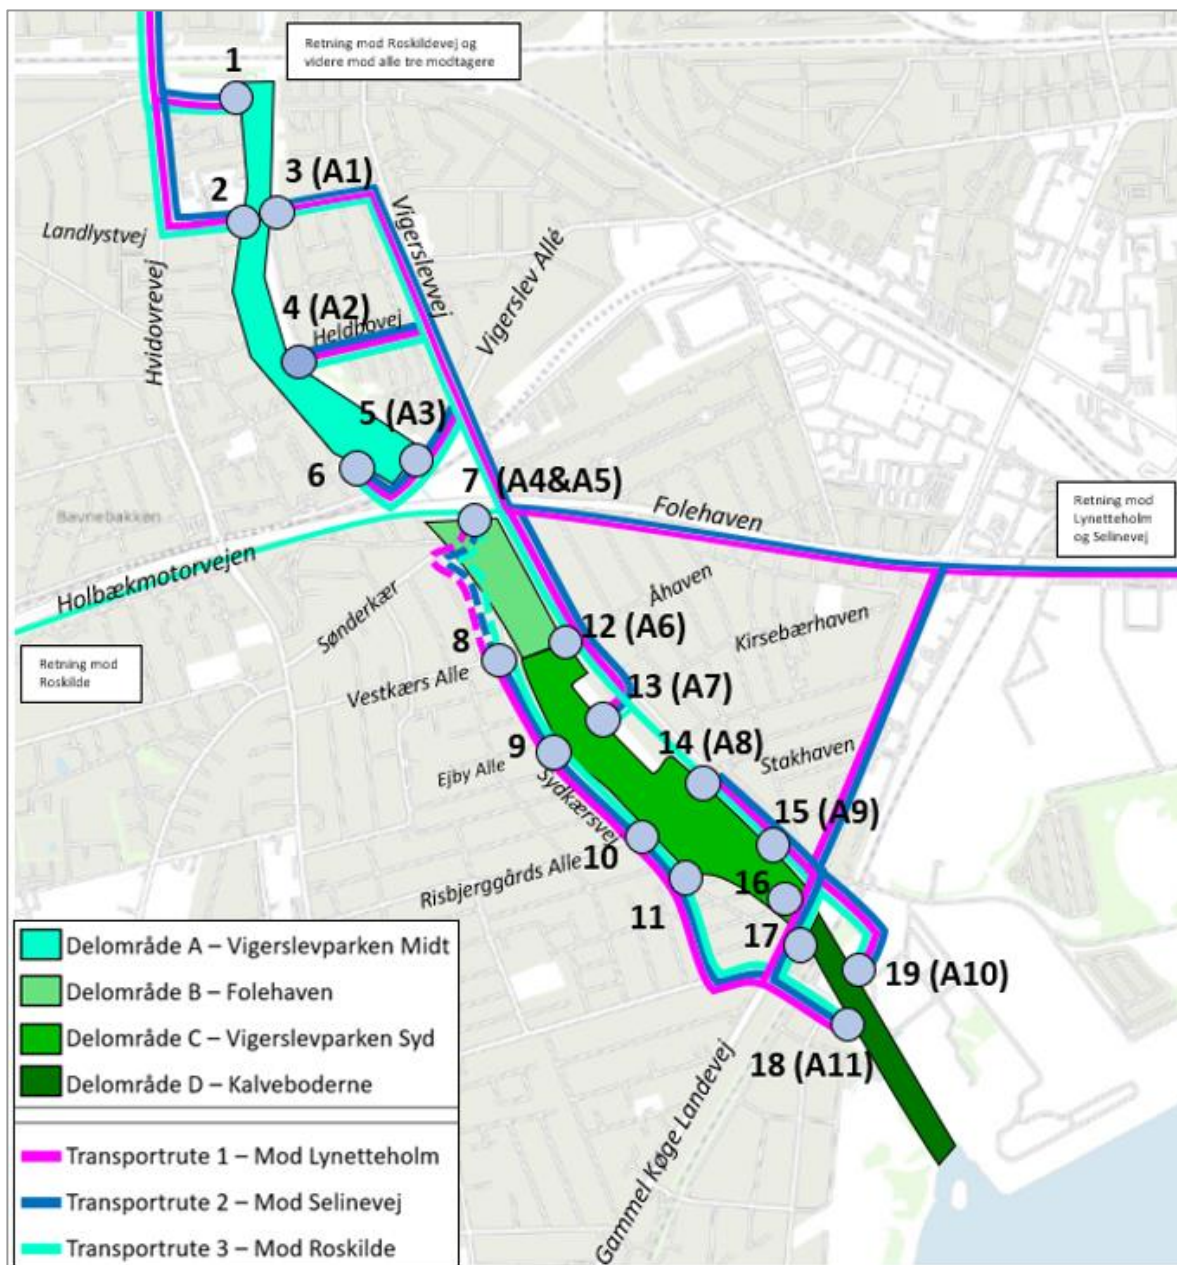 1
Retning mod Roskildevej og
videre mod alle tre modtagere
2
3 (A1)
Landlystvej
Hvidovrevej
Vigerslevvej
Vigerslev Allé
4 (A2)
Heldbovej
5 (A3)
6
7 (A4&A5)
Bavnebakken
Folehaven
Retning mod
Lynetteholm
og Selinevej
Holbækmotorvejen
Sønderkær
Åhaven
Kirsebærhaven
12 (A6)
8
Retning mod
Roskilde
Vestkærs Alle
13 (A7)
9
14 (A8)
Stakhaven
Ejby Alle
Sydkærsvej
15 (A9)
10
Risbjerggårds Alle
16
11
17
19 (A10)
18 (A11)
Gammel Køge Landevej
Delområde A – Vigerslevparken Midt
Delområde B – Folehaven
Delområde C – Vigerslevparken Syd
Delområde D – Kalveboderne
Transportrute 1 – Mod Lynetteholm
Transportrute 2 – Mod Selinevej
Transportrute 3 – Mod Roskilde